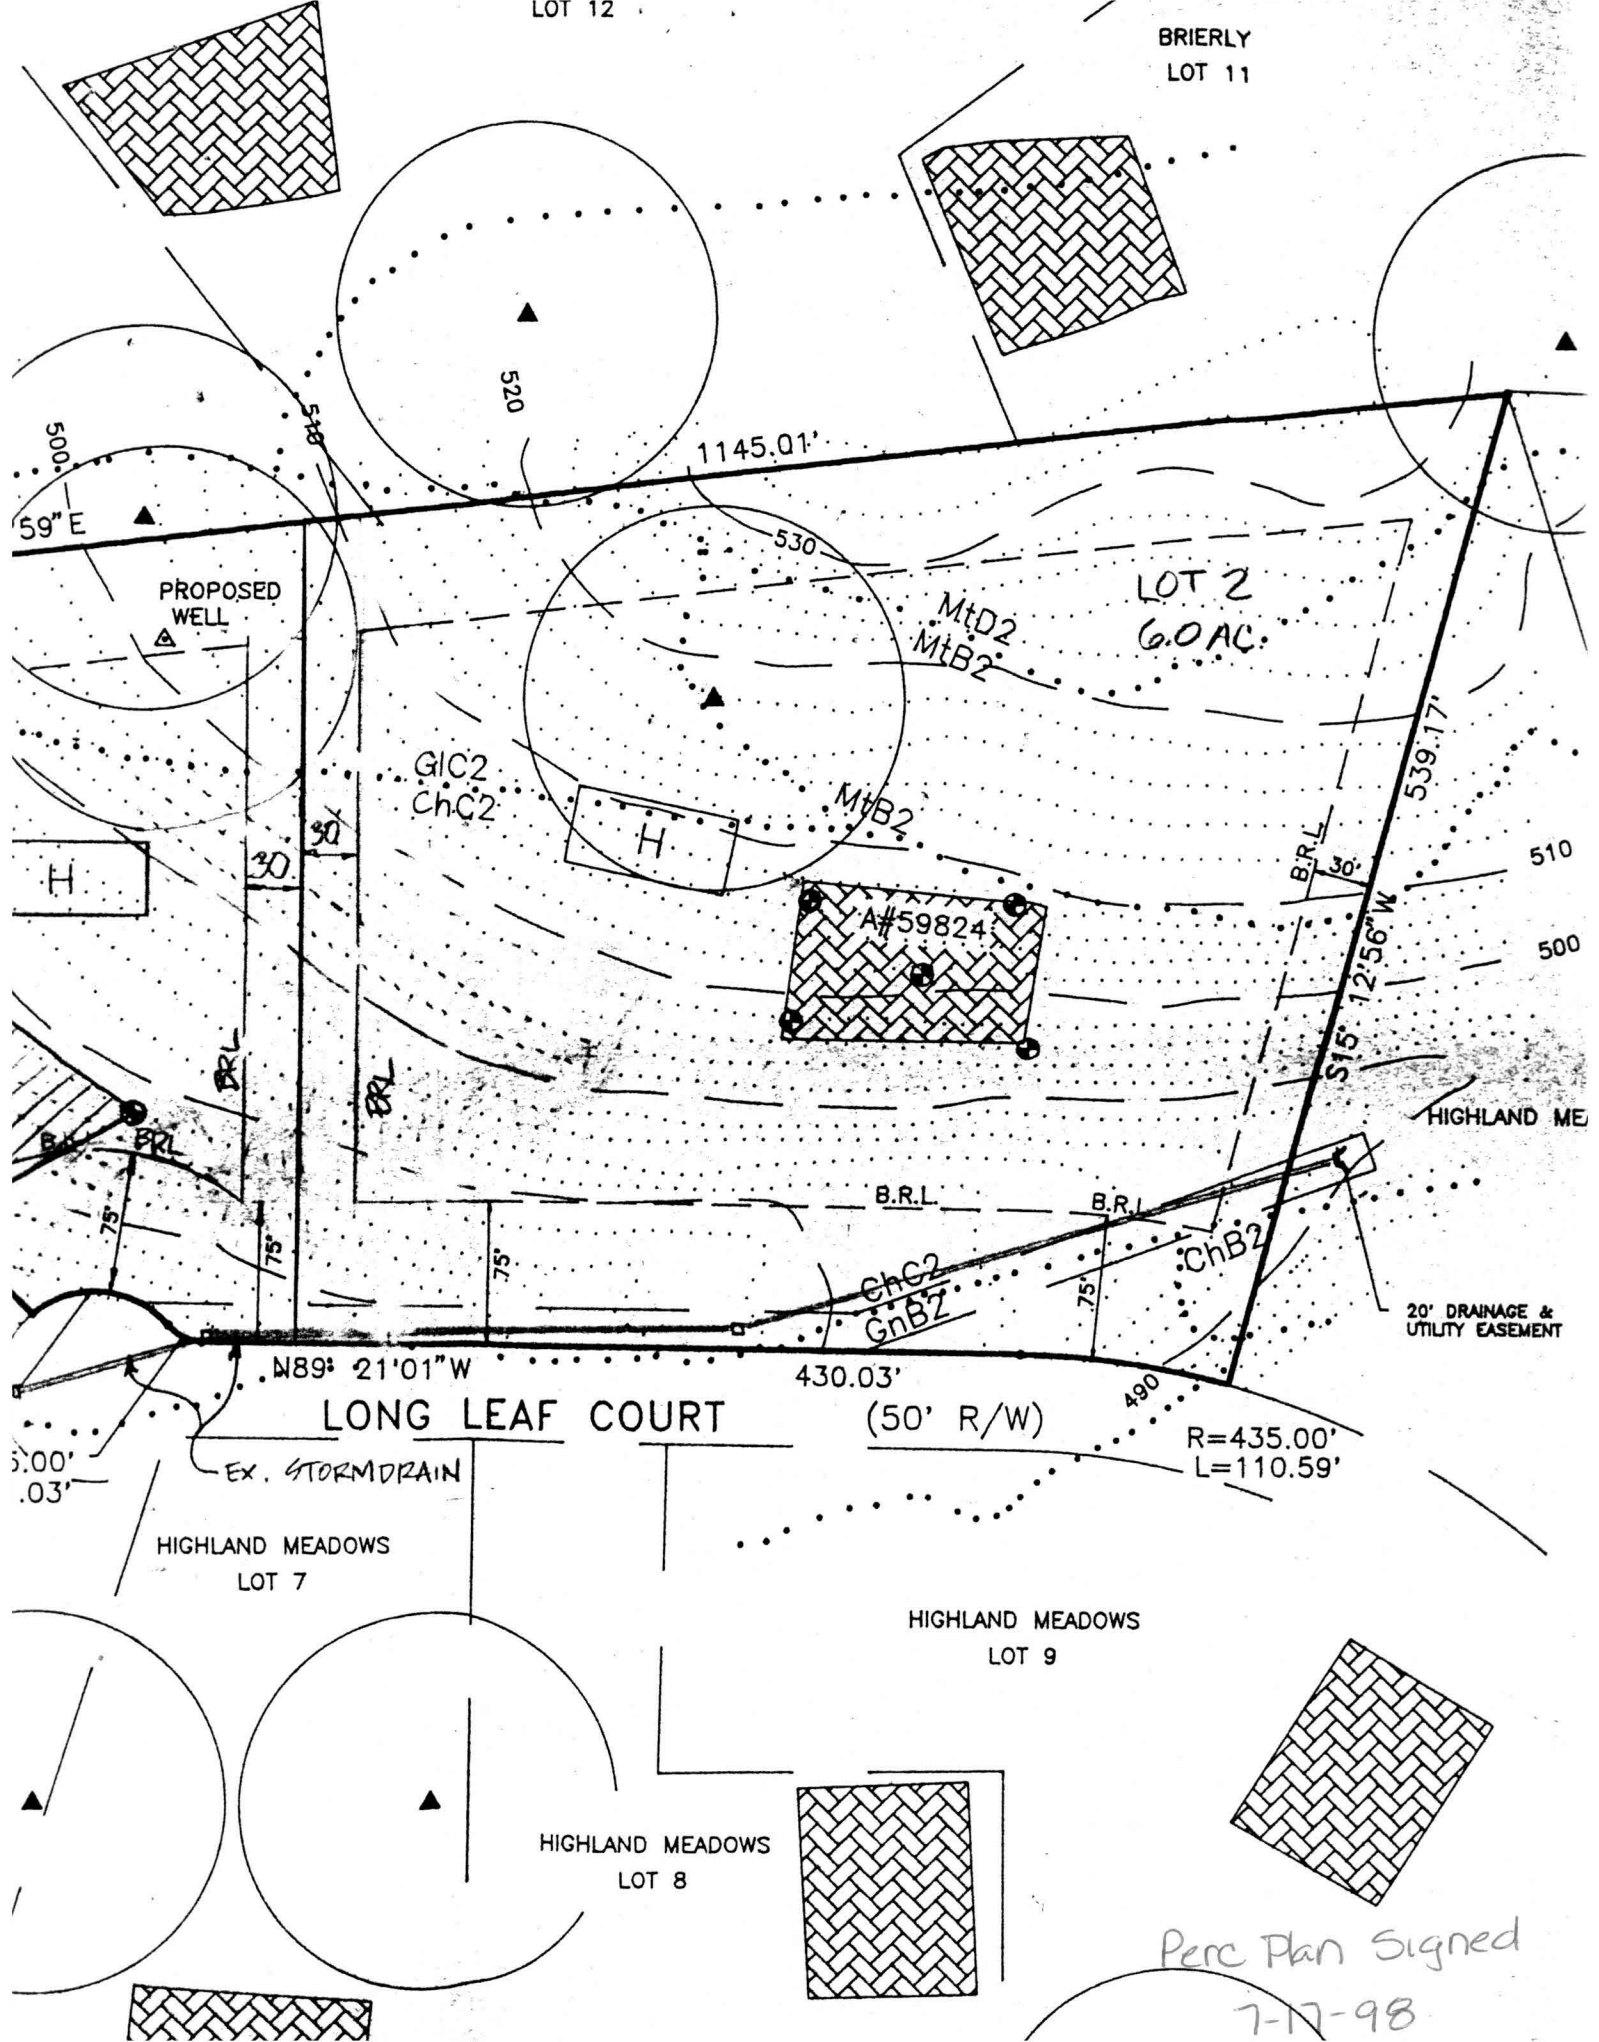 LOT 12
BRIERLY
LOT 11
520
510
500
1145.01'
59" E
530
PROPOSED
WELL
LOT 2
6.0 AC.
MtD2
MtB2
539.17'
GlC2
ChC2
MtB2
30'
30
H
H
B.R.L.
30'
510
A#59824
500
S15° 12'56" W
BRL
BRL
HIGHLAND ME
BRL
B.R.L.
B.R.L.
75'
75'
75'
75'
ChB2
ChC2
GnB2
20' DRAINAGE &
UTILITY EASEMENT
N89° 21'01" W
430.03'
490
LONG LEAF COURT (50' R/W)
R=435.00'
L=110.59'
.00'
.03'
EX. STORMDRAIN
HIGHLAND MEADOWS
LOT 7
HIGHLAND MEADOWS
LOT 9
HIGHLAND MEADOWS
LOT 8
Perc Plan Signed
7-17-98